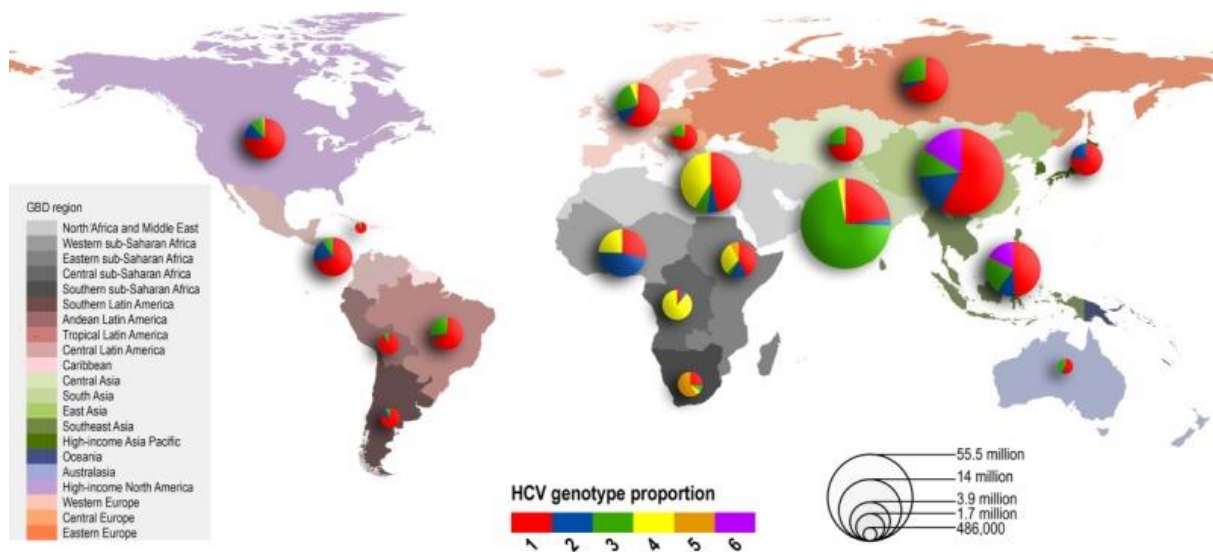 GBD region
North Africa and Middle East
Western sub-Saharan Africa
Eastern sub-Saharan Africa
Central sub-Saharan Africa
Southern sub-Saharan Africa
Southern Latin America
Andean Latin America
Tropical Latin America
Central Latin America
Caribbean
Central Asia
South Asia
East Asia
Southeast Asia
High-income Asia Pacific
Oceania
Australasia
High-income North America
Western Europe
Central Europe
Eastern Europe
HCV genotype proportion
1 2 3 4 5 6
55.5 million
14 million
3.9 million
1.7 million
486,000